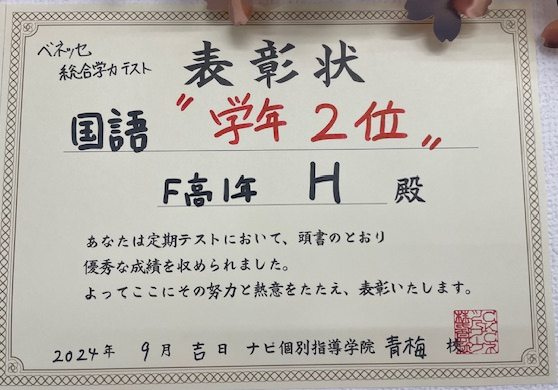 ベネッセ
総合学力テスト
表彰状
国語 〝学年2位〟
F高1年 H 殿
あなたは定期テストにおいて、頭書のとおり
優秀な成績を収められました。
よってここにその努力と熱意をたたえ、表彰いたします。
2024年 9月 吉日 ナビ個別指導学院 青梅 校